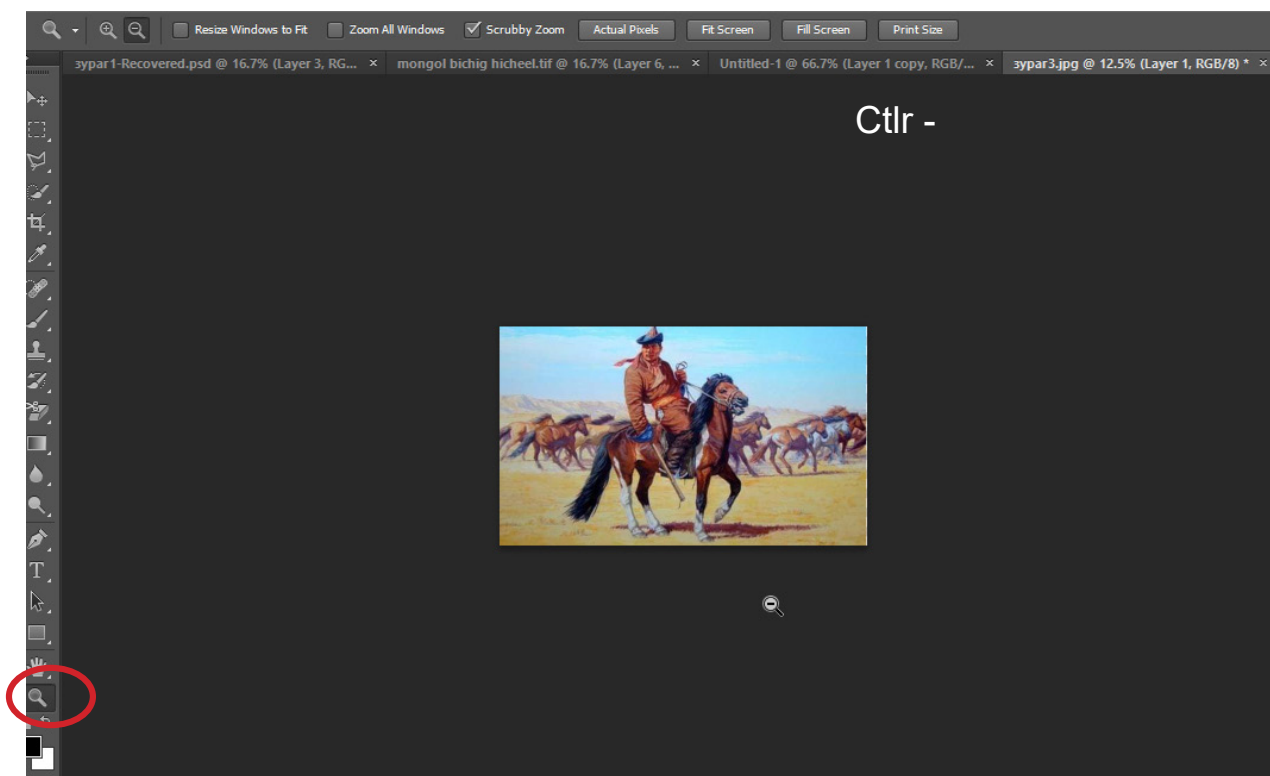 Resize Windows to Fit Zoom All Windows Scrubby Zoom Actual Pixels Fit Screen Fill Screen Print Size
зураг1-Recovered.psd @ 16.7% (Layer 3, RG... × mongol bichig hicheel.tif @ 16.7% (Layer 6, ... × Untitled-1 @ 66.7% (Layer 1 copy, RGB/... × зураг3.jpg @ 12.5% (Layer 1, RGB/8) * ×
Ctlr -
T